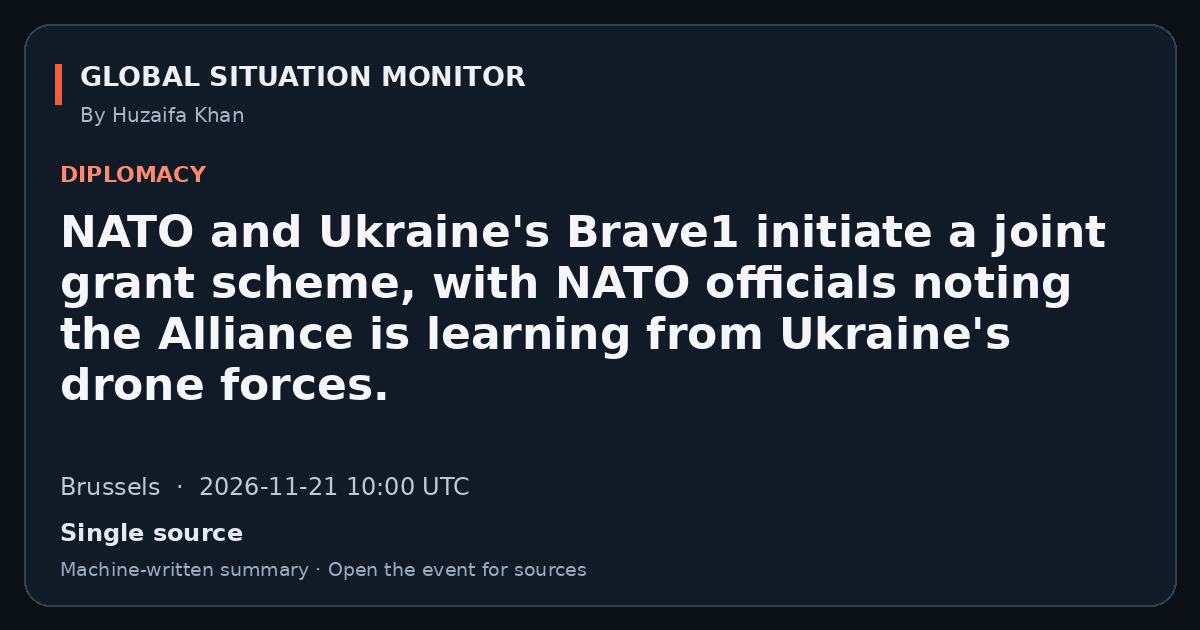 GLOBAL SITUATION MONITOR
By Huzaifa Khan
DIPLOMACY
NATO and Ukraine's Brave1 initiate a joint
grant scheme, with NATO officials noting
the Alliance is learning from Ukraine's
drone forces.
Brussels · 2026-11-21 10:00 UTC
Single source
Machine-written summary · Open the event for sources